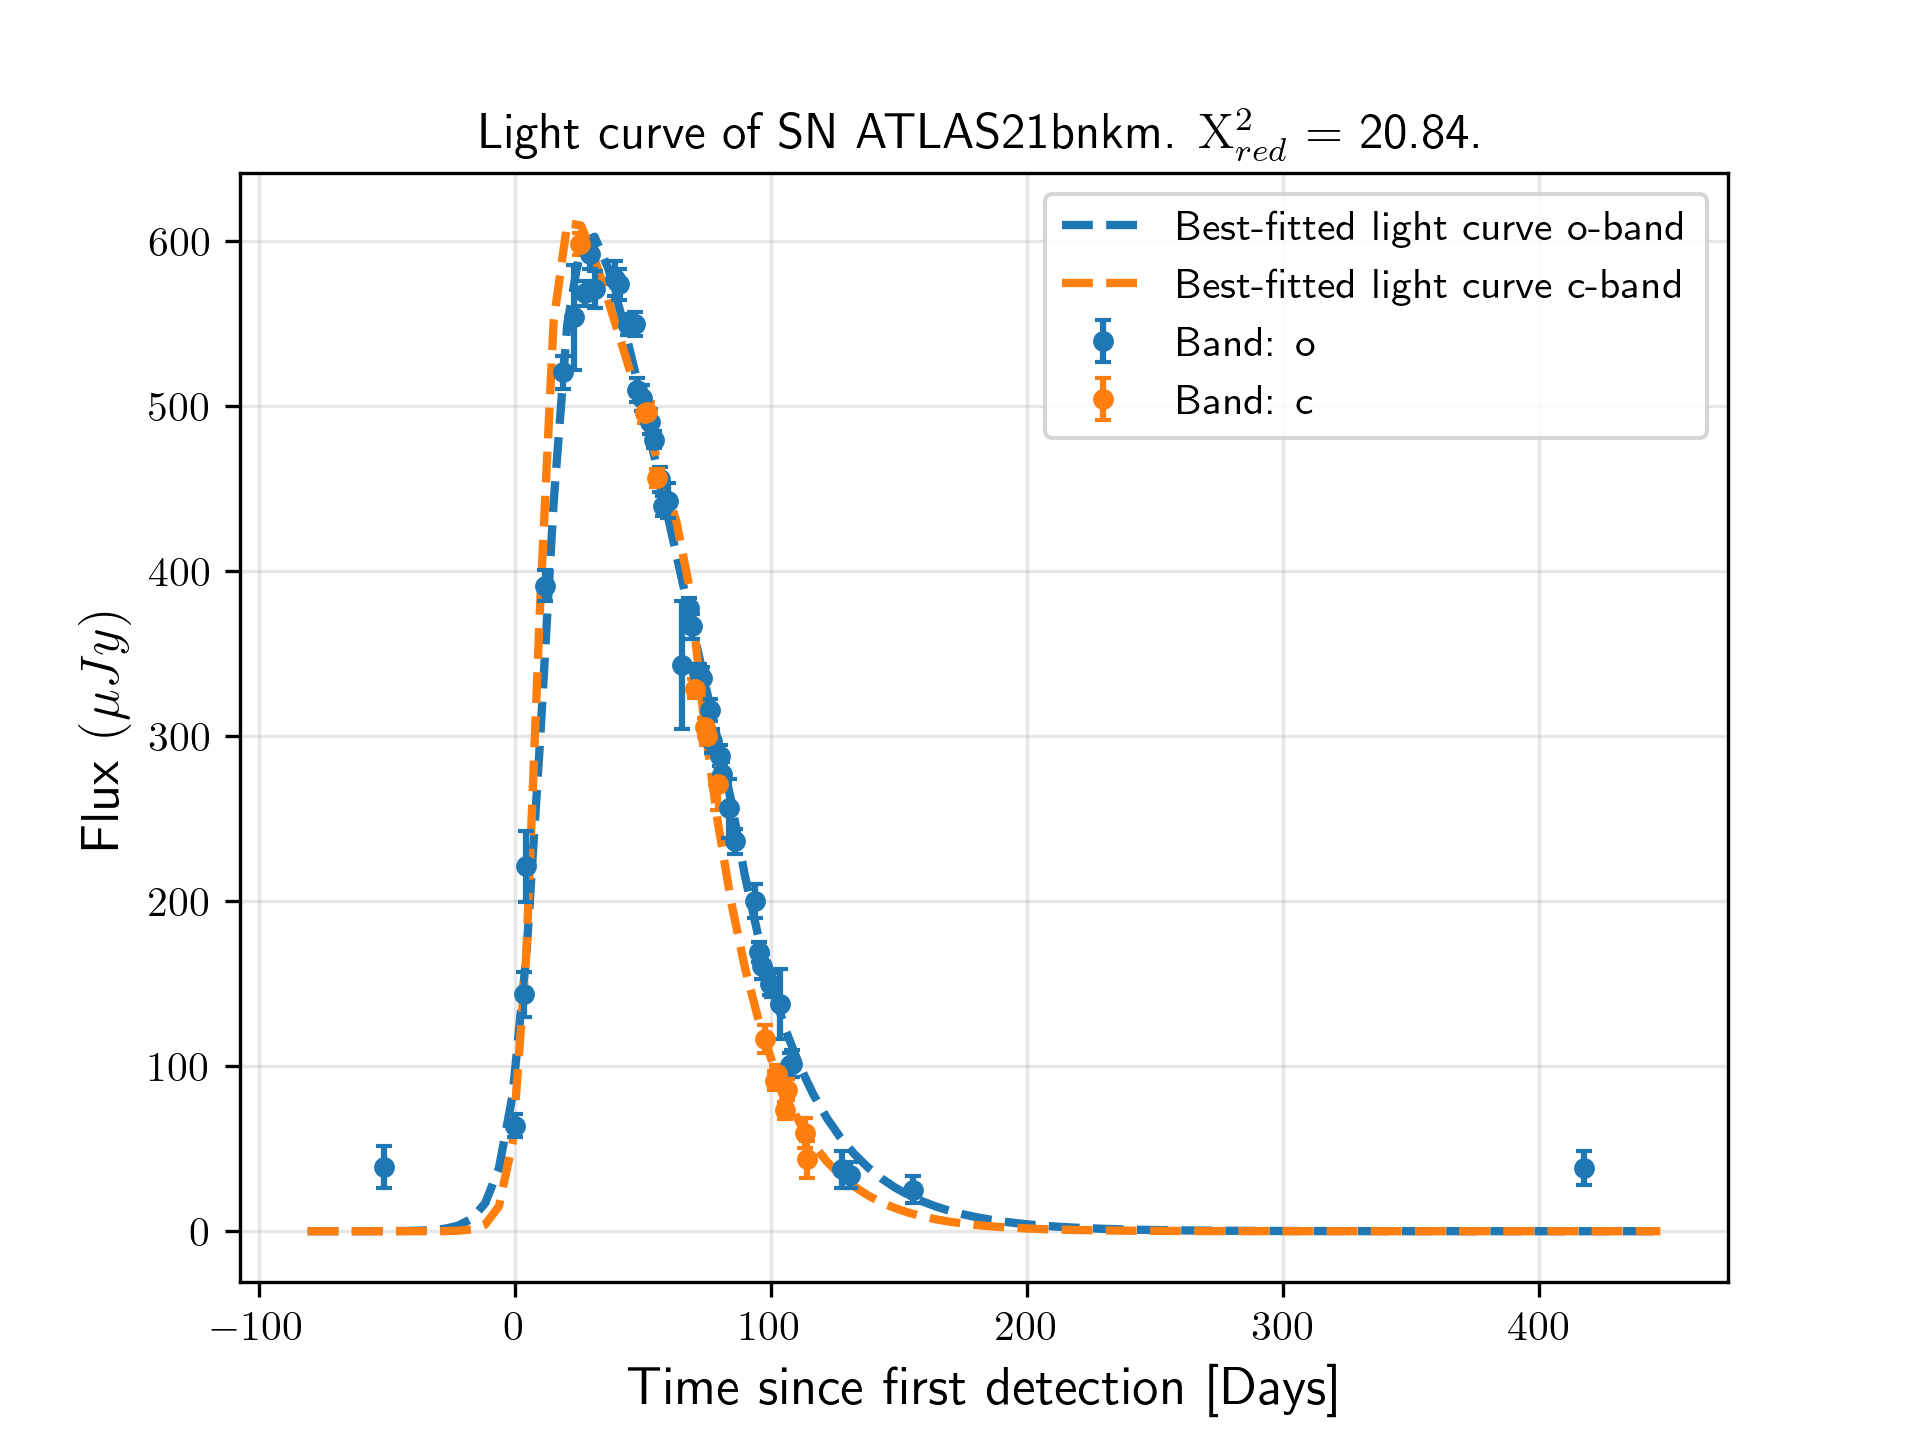 Light curve of SN ATLAS21bnkm. X²_red = 20.84.
Best-fitted light curve o-band
Best-fitted light curve c-band
Band: o
Band: c
Flux (μJy)
600
500
400
300
200
100
0
−100 0 100 200 300 400
Time since first detection [Days]